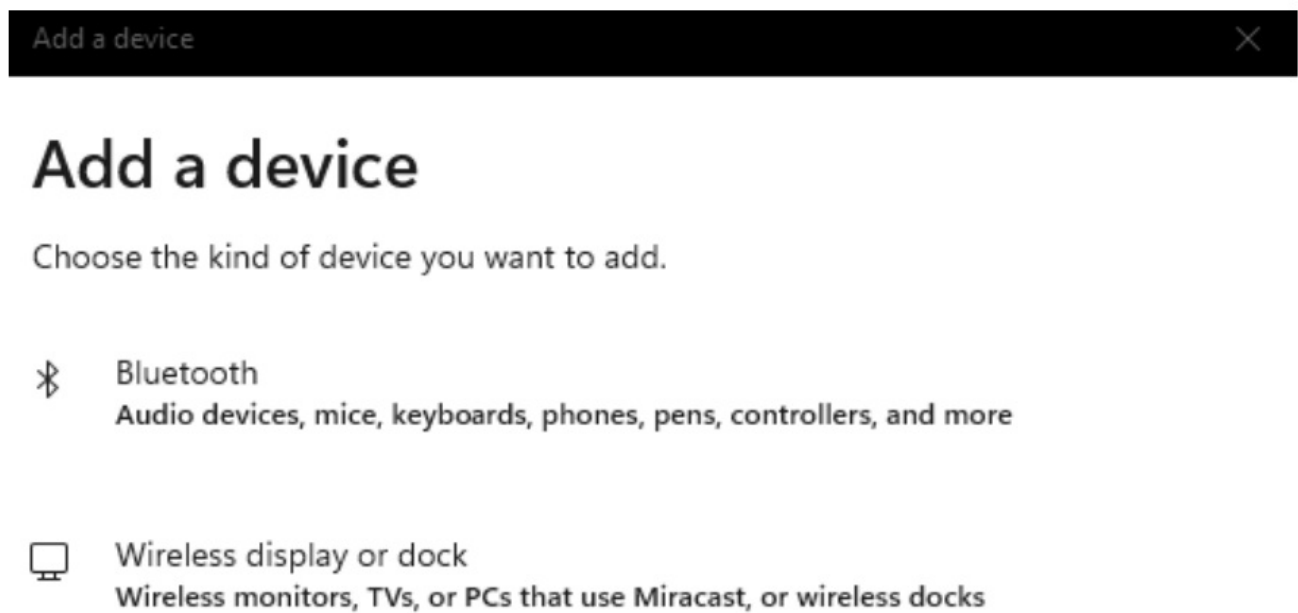 Add a device
Add a device
Choose the kind of device you want to add.
Bluetooth
Audio devices, mice, keyboards, phones, pens, controllers, and more
Wireless display or dock
Wireless monitors, TVs, or PCs that use Miracast, or wireless docks